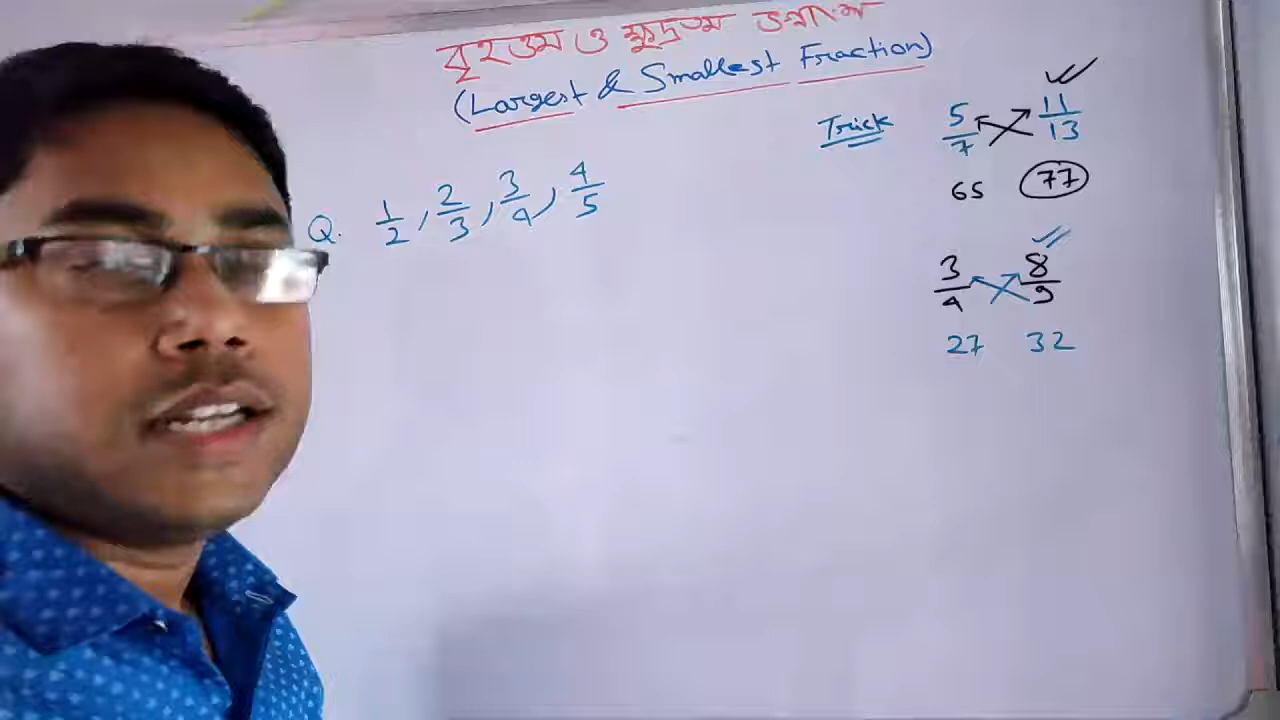 বৃহত্তম ও ক্ষুদ্রতম ভগ্নাংশ
(Largest & Smallest Fraction)
Trick
5/7 11/13
65 77
Q. 1/2, 2/3, 3/4, 4/5
3/4 8/9
27 32